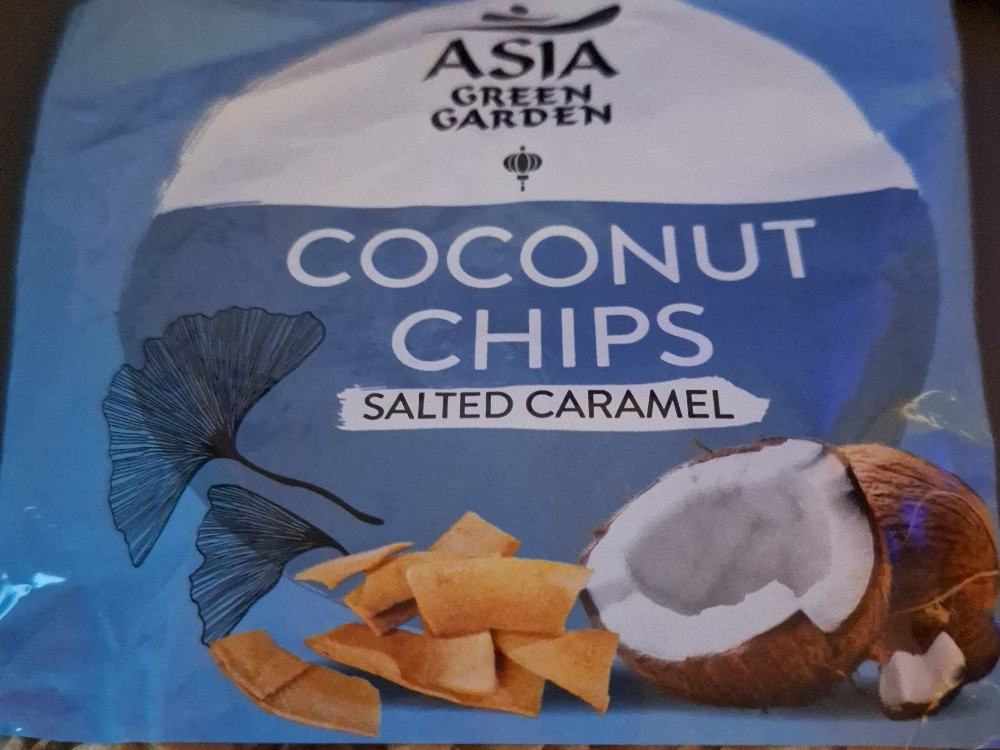 ASIA
GREEN
GARDEN
COCONUT
CHIPS
SALTED CARAMEL